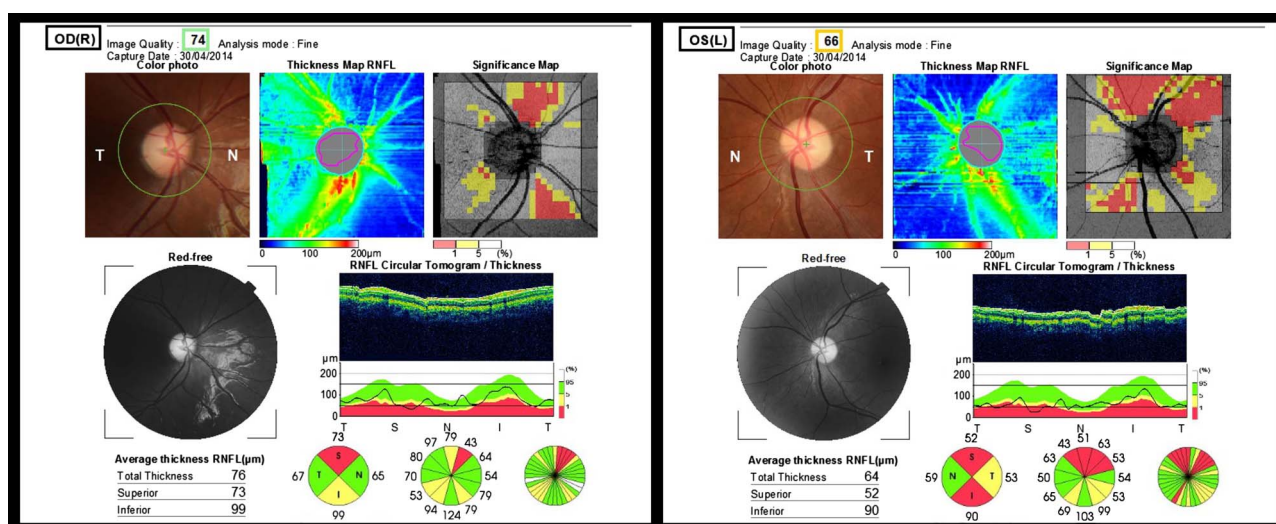 OD(R)
Image Quality : 74 Analysis mode : Fine
Capture Date : 30/04/2014
Color photo
Thickness Map RNFL
Significance Map
T
N
0 100 200µm
1 5 (%)
Red-free
RNFL Circular Tomogram / Thickness
µm
200
100
0
T S N I T
(%)
95
5
1
Average thickness RNFL(µm)
Total Thickness 76
Superior 73
Inferior 99
73
S
67 T N 65
I
99
97 79 43
80 64
70 54
53 79
94 124 79
OS(L)
Image Quality : 66 Analysis mode : Fine
Capture Date : 30/04/2014
Color photo
Thickness Map RNFL
Significance Map
N
T
0 100 200µm
1 5 (%)
Red-free
RNFL Circular Tomogram / Thickness
µm
200
100
0
T S N I T
(%)
95
5
1
Average thickness RNFL(µm)
Total Thickness 64
Superior 52
Inferior 90
52
S
59 N T 53
I
90
43 51 63
63 63
50 54
65 53
69 103 99